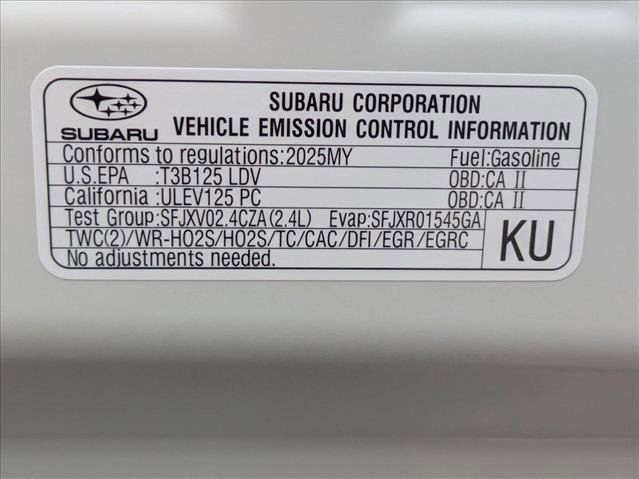 SUBARU
SUBARU CORPORATION
VEHICLE EMISSION CONTROL INFORMATION
Conforms to regulations:2025MY Fuel:Gasoline
U.S.EPA :T3B125 LDV OBD:CA II
California :ULEV125 PC OBD:CA II
Test Group:SFJXV02.4CZA(2.4L) Evap:SFJXR01545GA
TWC(2)/WR-HO2S/HO2S/TC/CAC/DFI/EGR/EGRC
No adjustments needed.
KU